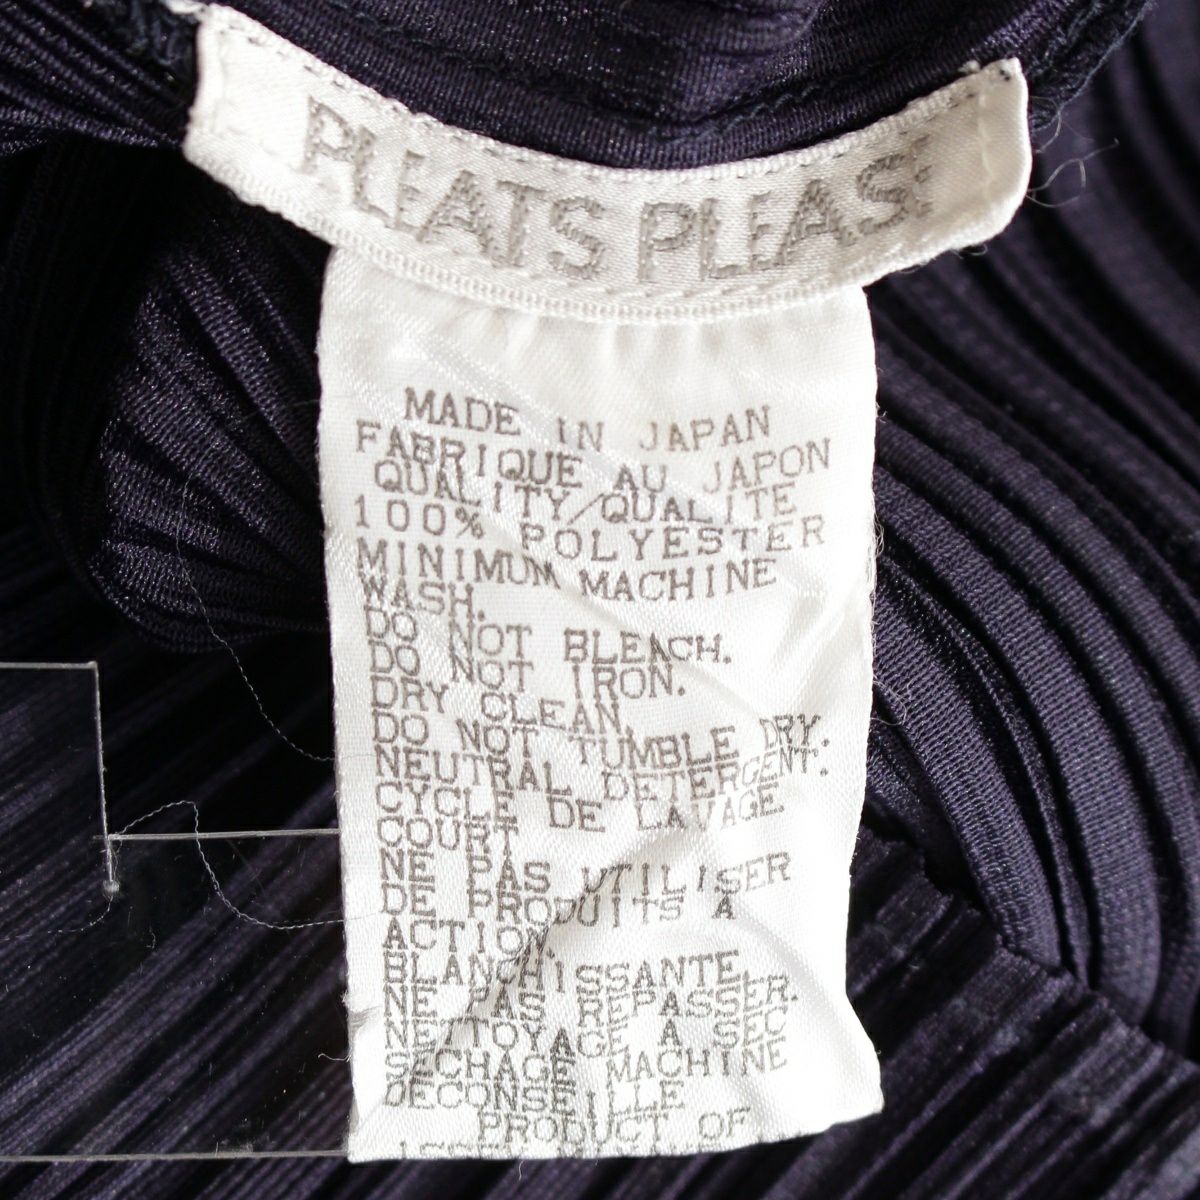 PLEATS PLEASE
MADE IN JAPAN
FABRIQUE AU JAPON
QUALITY/QUALITE
100% POLYESTER
MINIMUM MACHINE
WASH.
DO NOT BLEACH.
DO NOT IRON.
DRY CLEAN
DO NOT TUMBLE DRY.
NEUTRAL DETERGENT.
CYCLE DE LAVAGE
COURT
NE PAS UTILISER
DE PRODUITS A
ACTION.
BLANCHISSANTE,
NE PAS REPASSER.
NETTOYAGE A SEC
SECHAGE MACHINE
DECONSEILLE
PRODUCT OF